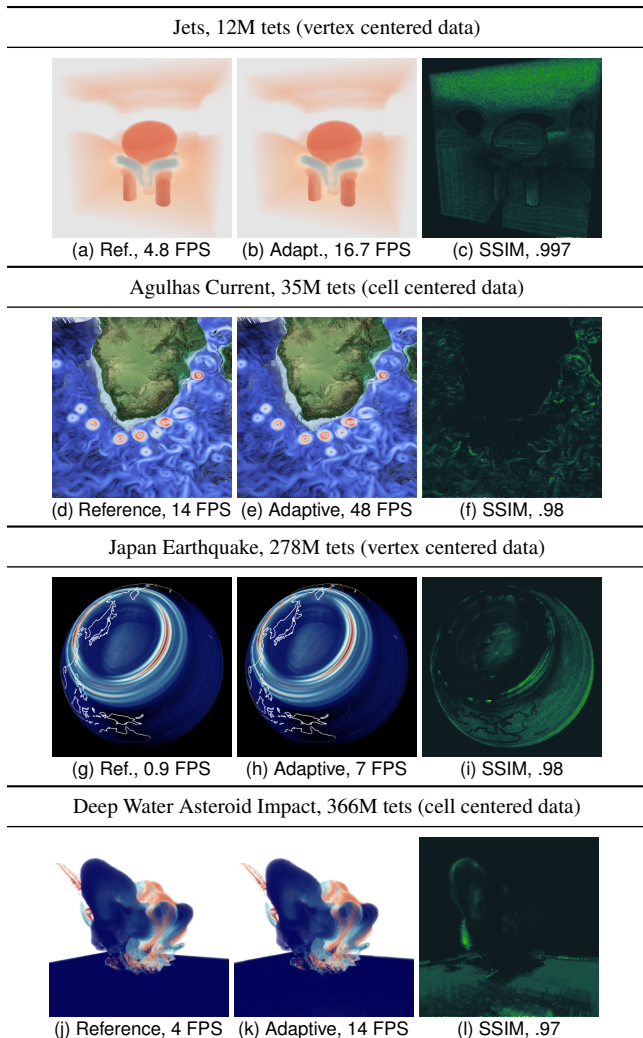 Jets, 12M tets (vertex centered data)
(a) Ref., 4.8 FPS (b) Adapt., 16.7 FPS (c) SSIM, .997
Agulhas Current, 35M tets (cell centered data)
(d) Reference, 14 FPS (e) Adaptive, 48 FPS (f) SSIM, .98
Japan Earthquake, 278M tets (vertex centered data)
(g) Ref., 0.9 FPS (h) Adaptive, 7 FPS (i) SSIM, .98
Deep Water Asteroid Impact, 366M tets (cell centered data)
(j) Reference, 4 FPS (k) Adaptive, 14 FPS (l) SSIM, .97